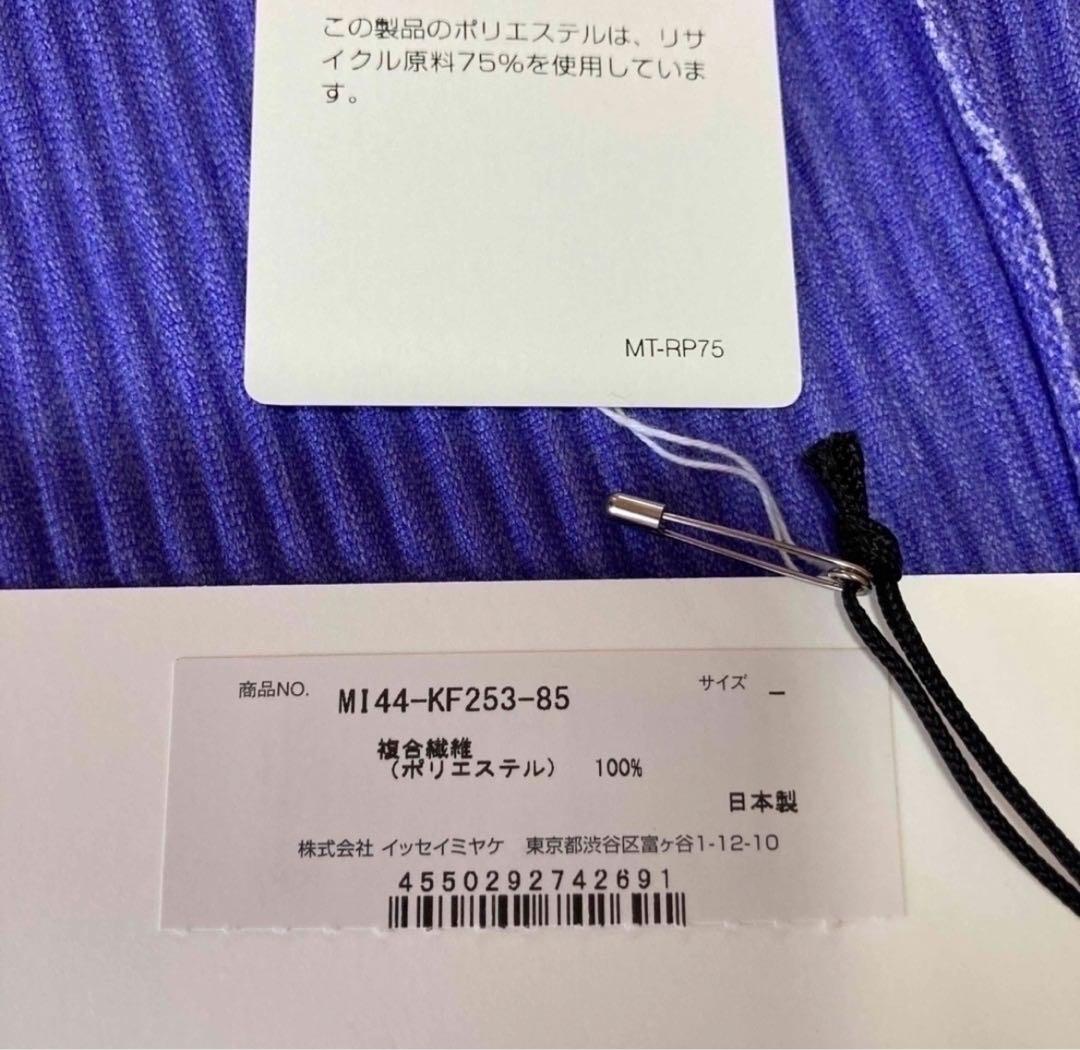 この製品のポリエステルは、リサ
イクル原料75%を使用していま
す。
MT-RP75
商品NO. MI44-KF253-85 サイズ -
複合繊維
(ポリエステル) 100%
日本製
株式会社 イッセイミヤケ 東京都渋谷区富ヶ谷1-12-10
4550292742691